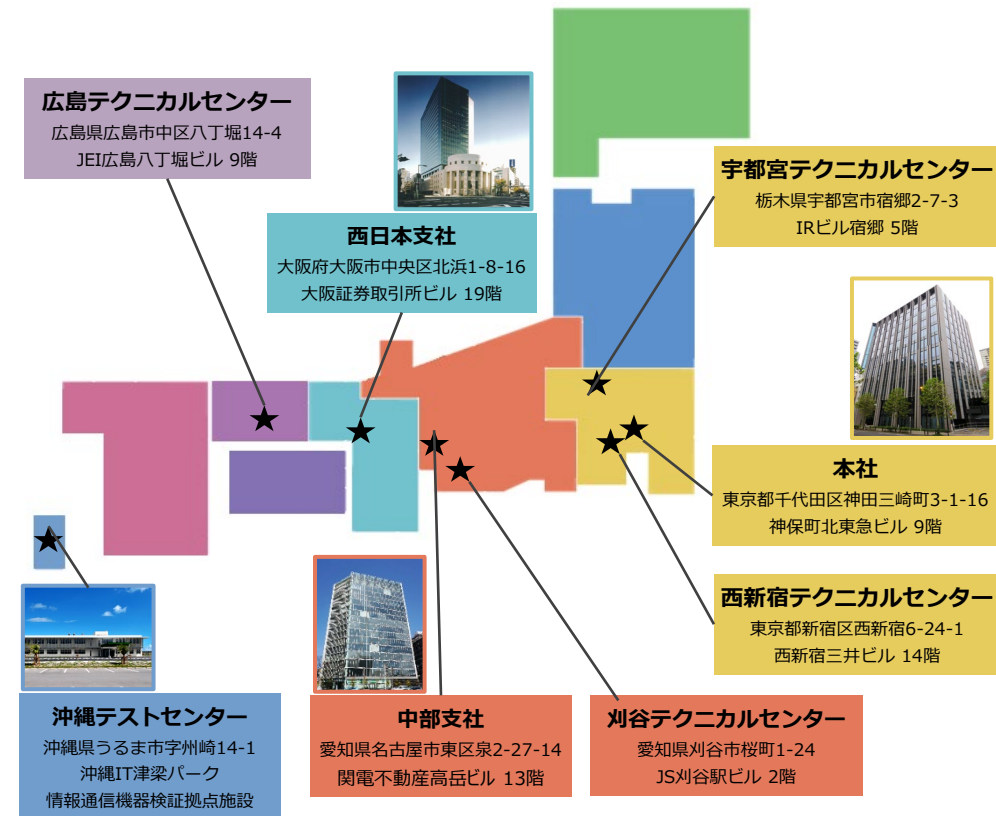 広島テクニカルセンター
広島県広島市中区八丁堀14-4
JEI広島八丁堀ビル 9階
西日本支社
大阪府大阪市中央区北浜1-8-16
大阪証券取引所ビル 19階
宇都宮テクニカルセンター
栃木県宇都宮市宿郷2-7-3
IRビル宿郷 5階
本社
東京都千代田区神田三崎町3-1-16
神保町北東急ビル 9階
西新宿テクニカルセンター
東京都新宿区西新宿6-24-1
西新宿三井ビル 14階
沖縄テストセンター
沖縄県うるま市字州崎14-1
沖縄IT津梁パーク
情報通信機器検証拠点施設
中部支社
愛知県名古屋市東区泉2-27-14
関電不動産高岳ビル 13階
刈谷テクニカルセンター
愛知県刈谷市桜町1-24
JS刈谷駅ビル 2階